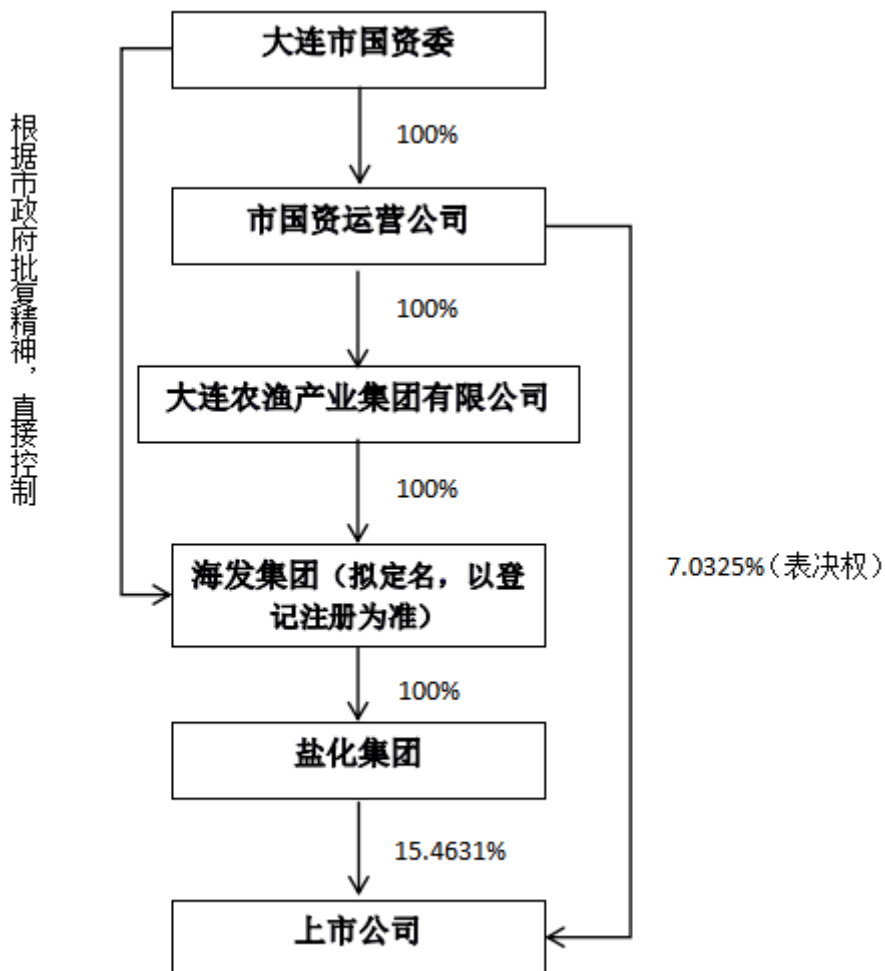 大连市国资委
100%
根据市政府批复精神，直接控制
市国资运营公司
100%
大连农渔产业集团有限公司
100%
海发集团（拟定名，以登
记注册为准）
7.0325%（表决权）
100%
盐化集团
15.4631%
上市公司